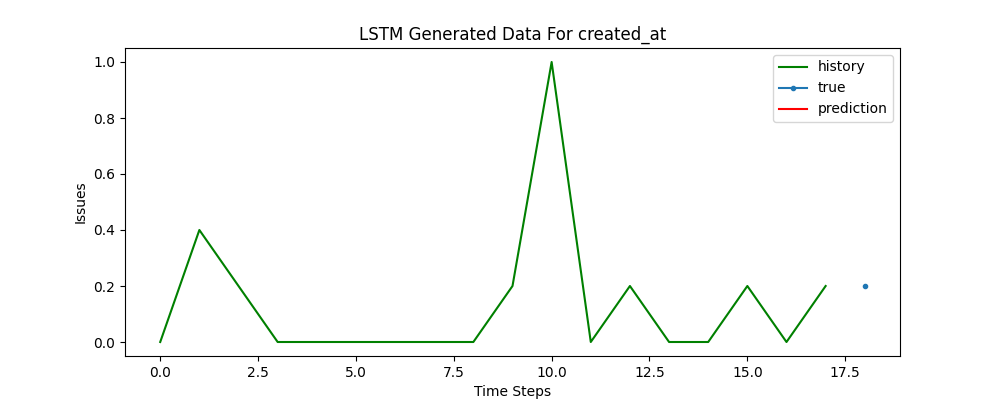 LSTM Generated Data For created_at
history
true
prediction
1.0
0.8
0.6
0.4
0.2
0.0
Issues
0.0 2.5 5.0 7.5 10.0 12.5 15.0 17.5
Time Steps